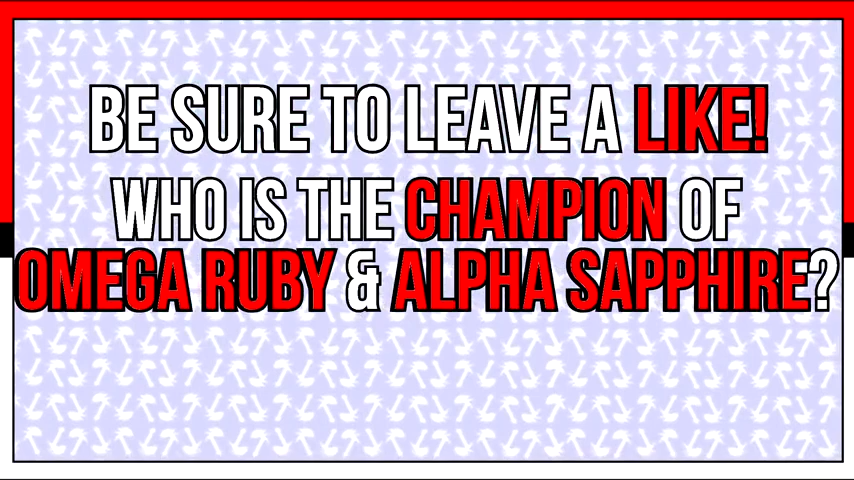 BE SURE TO LEAVE A LIKE!
WHO IS THE CHAMPION OF
OMEGA RUBY & ALPHA SAPPHIRE?